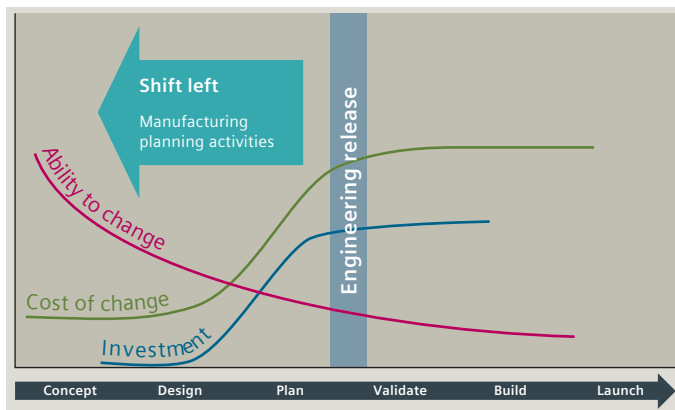 Shift left
Manufacturing
planning activities
Engineering release
Ability to change
Cost of change
Investment
Concept Design Plan Validate Build Launch